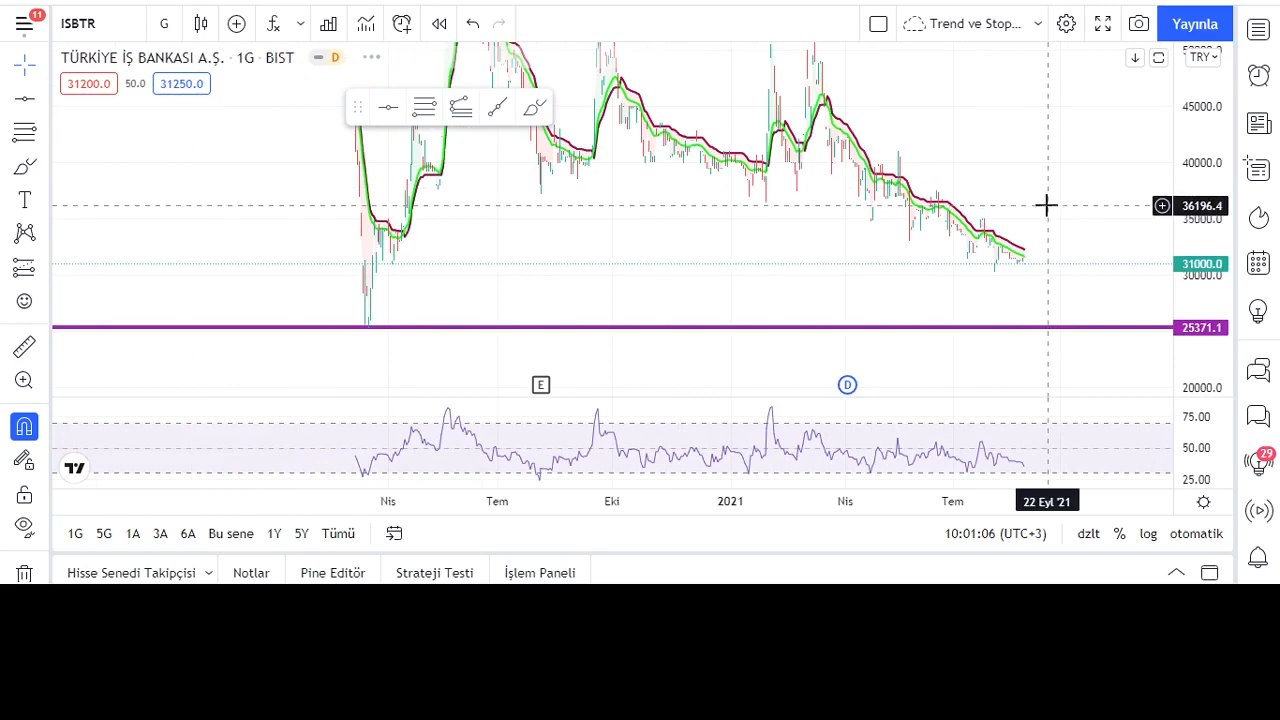 11
ISBTR
G
Trend ve Stop...
Yayınla
TÜRKİYE İŞ BANKASI A.Ş. · 1G · BIST
D
TRY
31200.0
50.0
31250.0
45000.0
40000.0
36196.4
35000.0
31000.0
30000.0
25371.1
20000.0
E
D
75.00
50.00
25.00
29
Nis
Tem
Eki
2021
Nis
Tem
22 Eyl '21
1G
5G
1A
3A
6A
Bu sene
1Y
5Y
Tümü
10:01:06 (UTC+3)
dzlt
%
log
otomatik
Hisse Senedi Takipçisi
Notlar
Pine Editör
Strateji Testi
İşlem Paneli